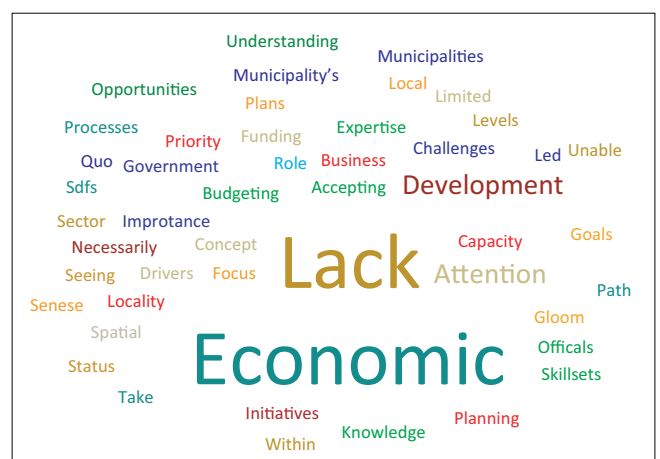 Understanding
Municipalities
Municipality's
Opportunities
Local
Limited
Plans
Levels
Processes
Expertise
Priority
Funding
Challenges
Unable
Led
Quo
Government
Role
Business
Sdfs
Budgeting
Accepting
Development
Sector
Improtance
Goals
Necessarily
Concept
Lack
Capacity
Seeing
Drivers
Focus
Attention
Path
Senese
Locality
Gloom
Spatial
Economic
Officals
Status
Skillsets
Take
Initiatives
Planning
Knowledge
Within